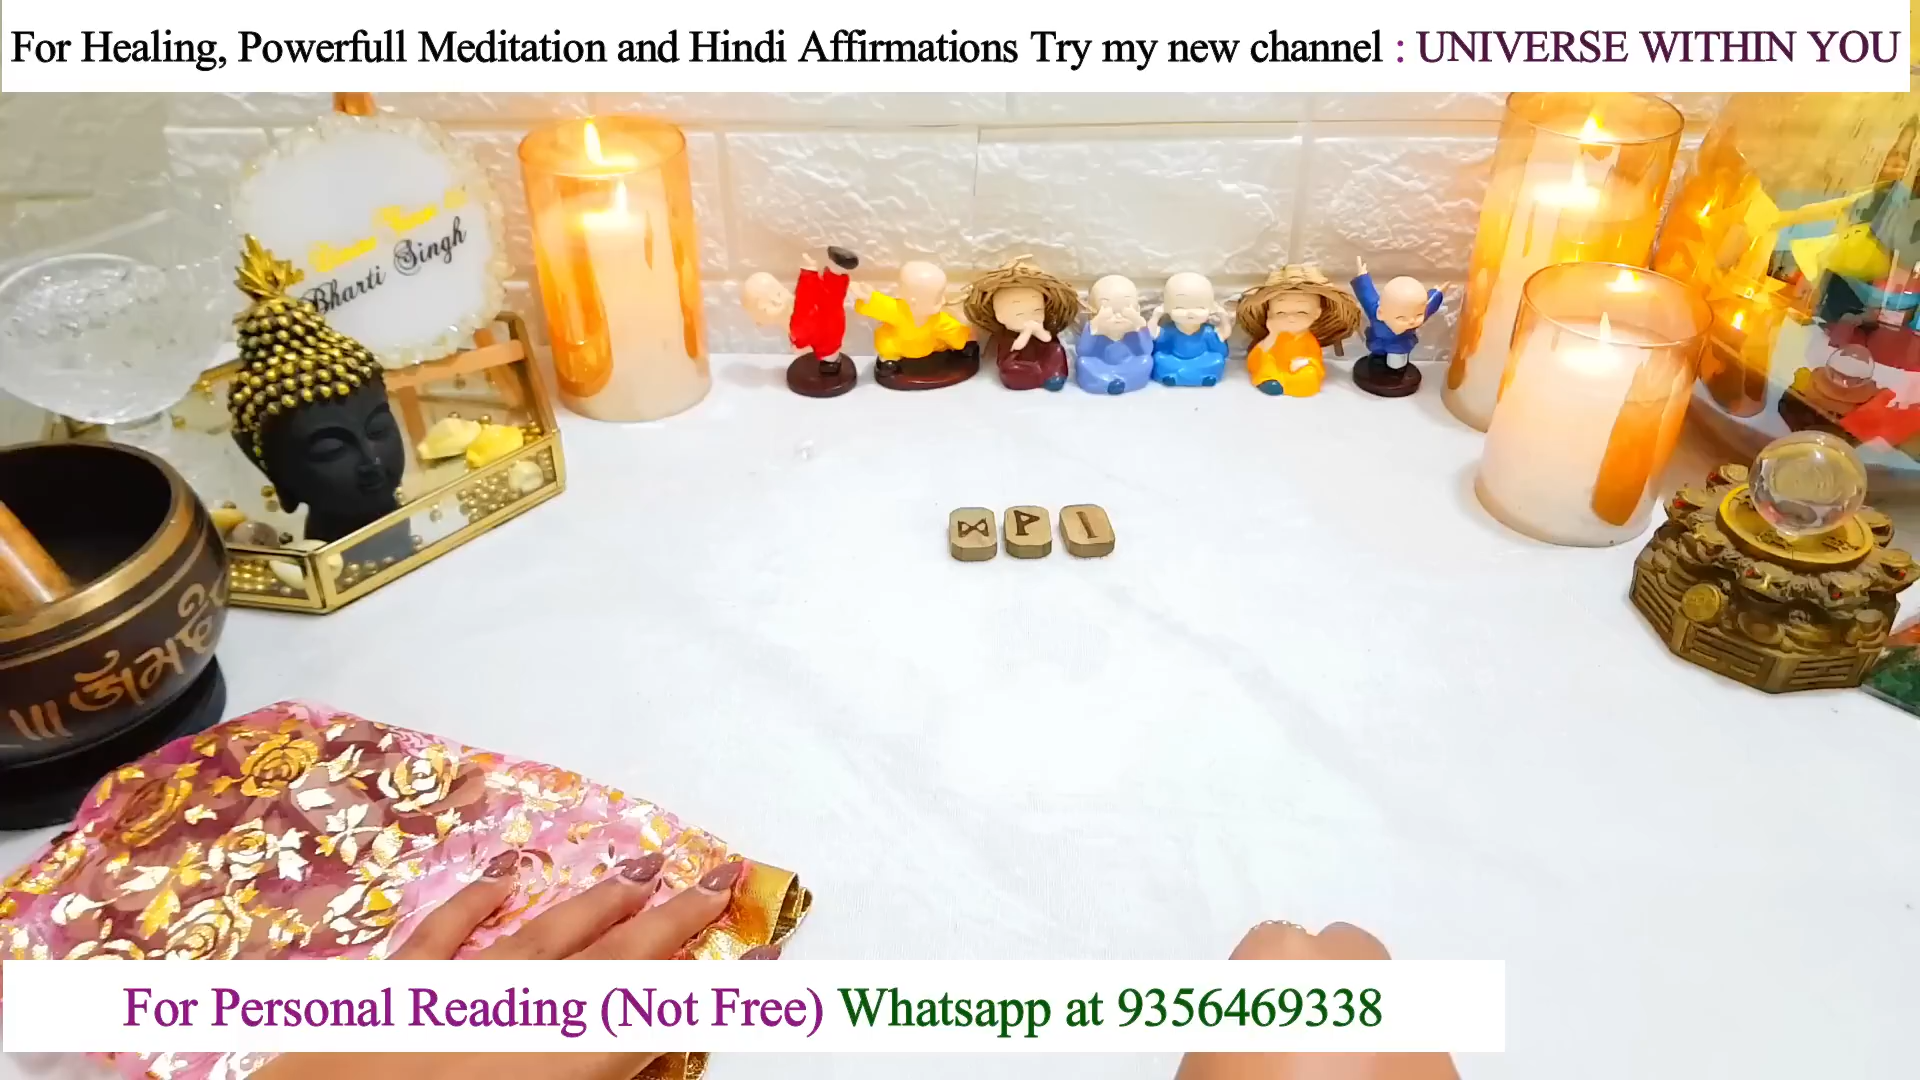 For Healing, Powerfull Meditation and Hindi Affirmations Try my new channel : UNIVERSE WITHIN YOU
Bharti Singh
ᛞ ᚹ ᛁ
For Personal Reading (Not Free) Whatsapp at 9356469338